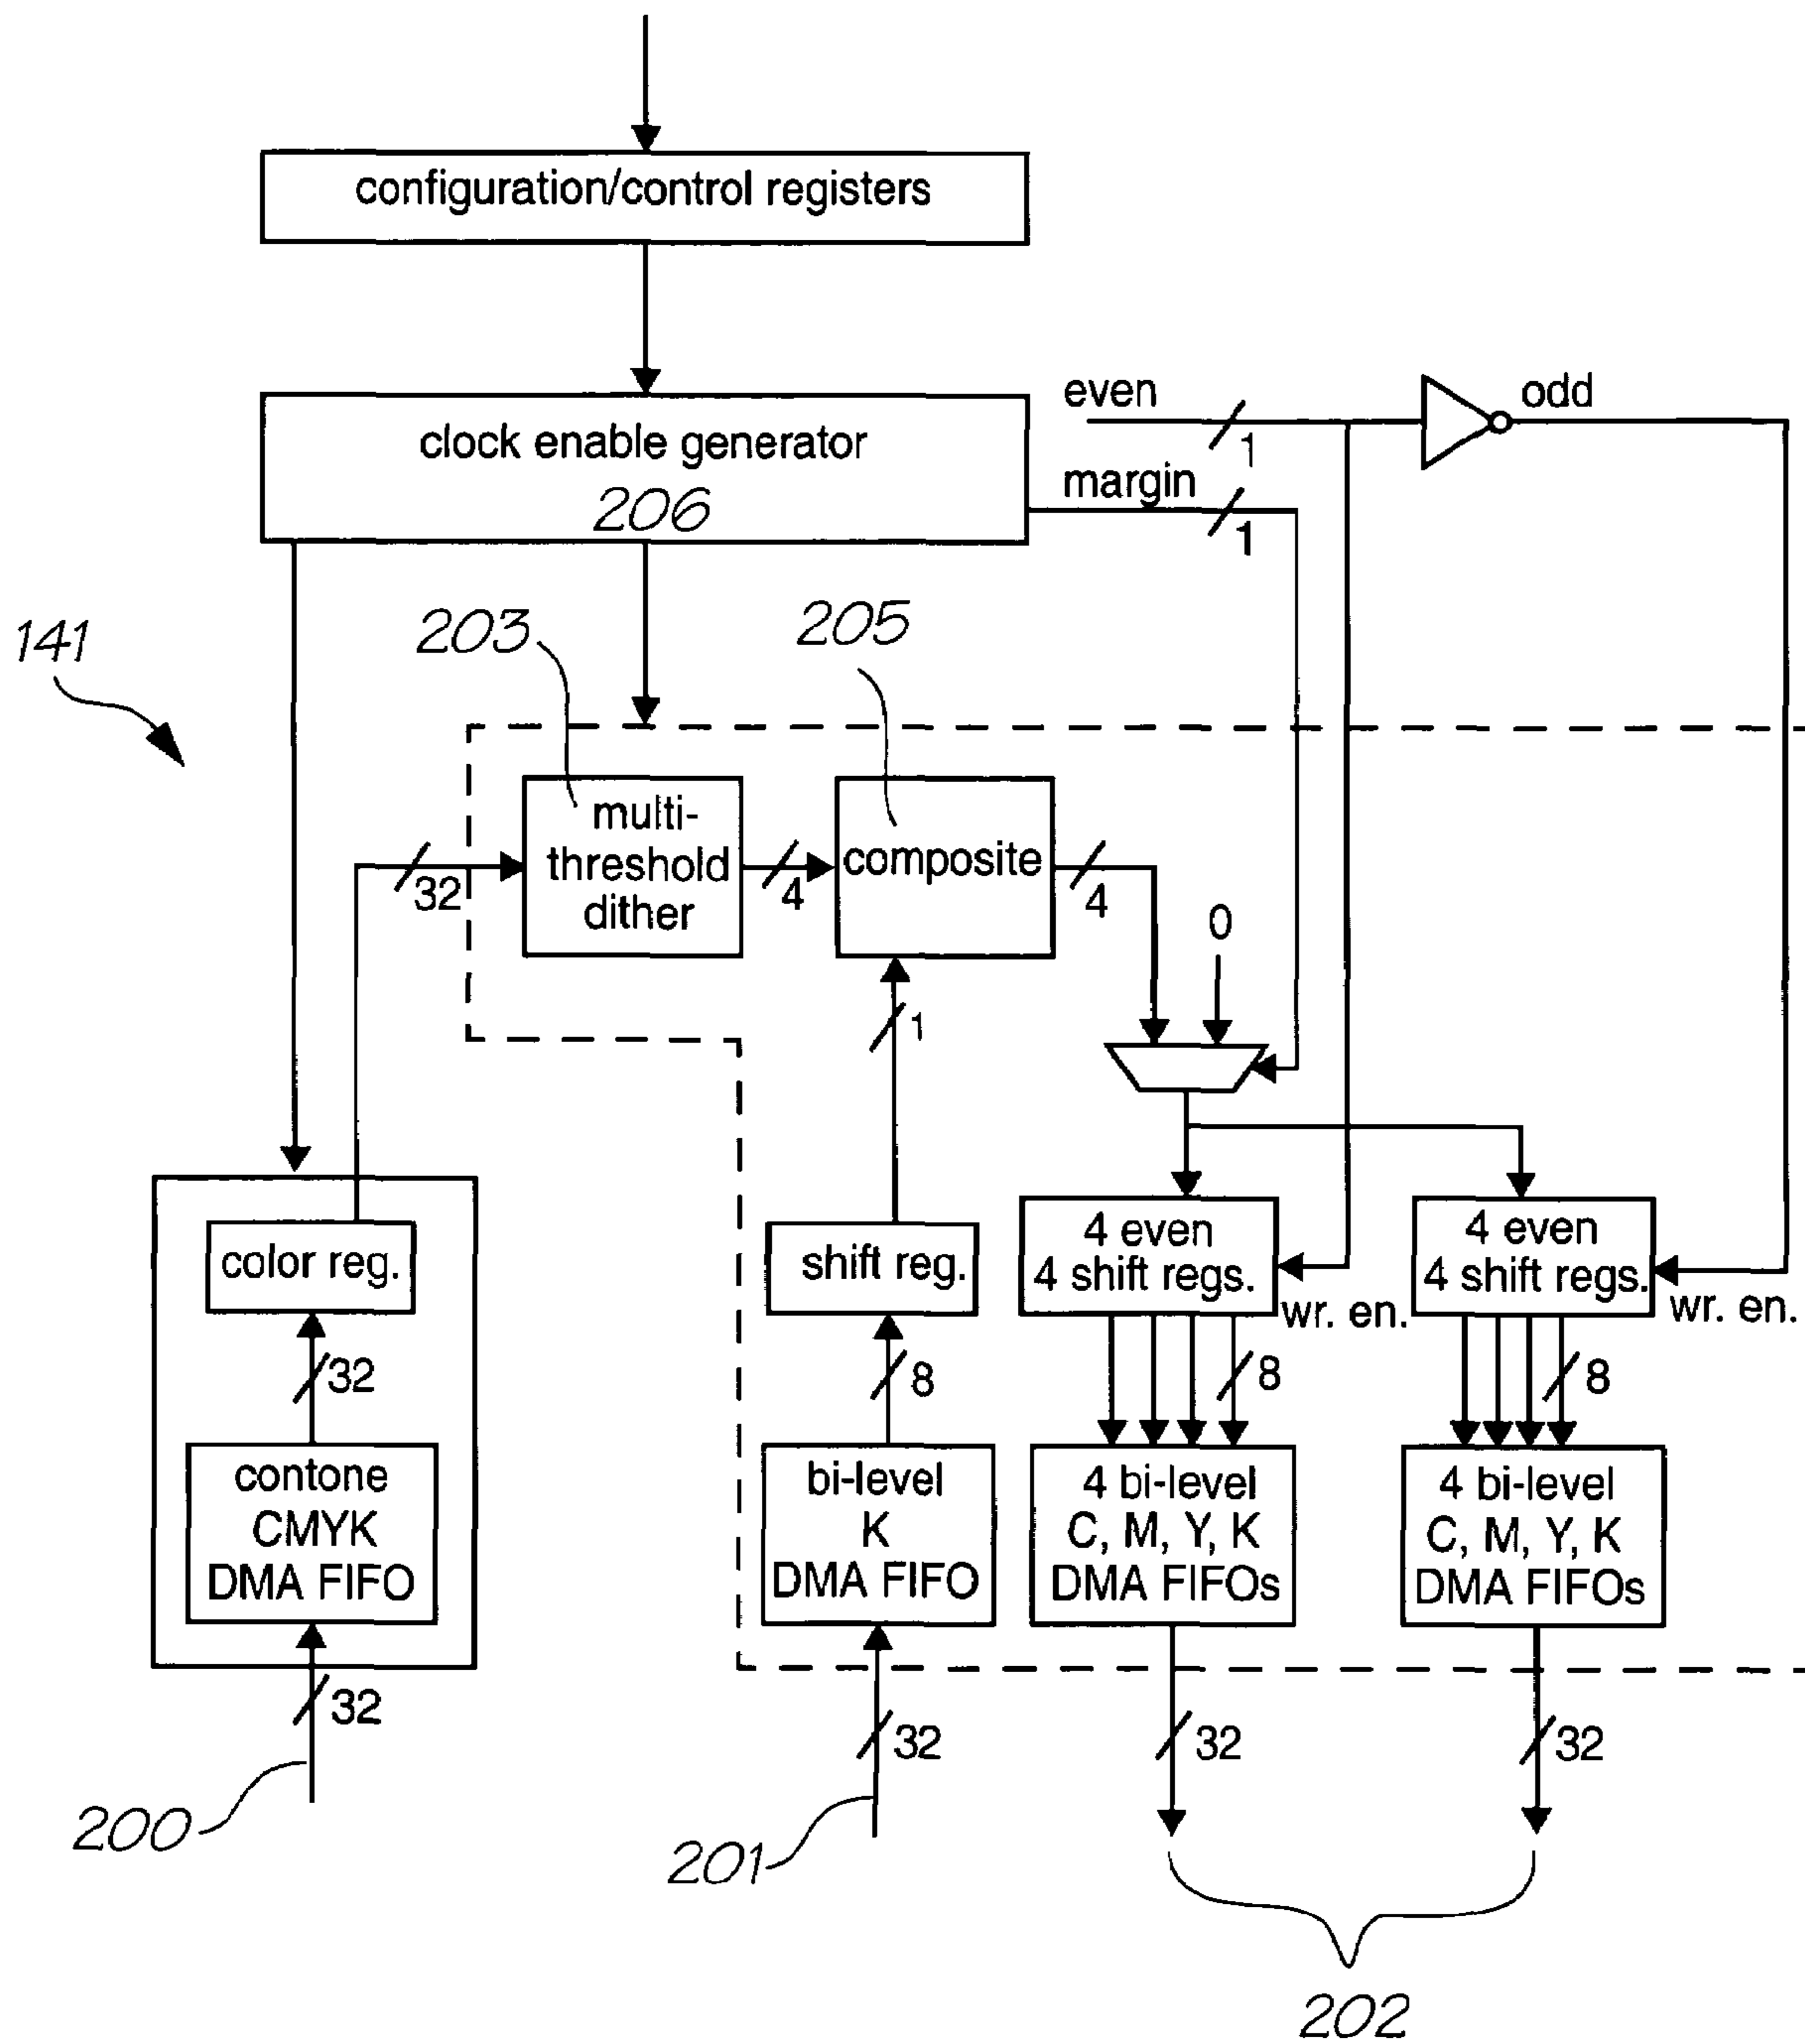 configuration/control registers
clock enable generator
206
even
1
odd
margin
1
141
203
205
multi-
threshold
dither
32
4
composite
4
0
1
color reg.
shift reg.
4 even
4 shift regs.
wr. en.
4 even
4 shift regs.
wr. en.
32
8
8
8
contone
CMYK
DMA FIFO
bi-level
K
DMA FIFO
4 bi-level
C, M, Y, K
DMA FIFOs
4 bi-level
C, M, Y, K
DMA FIFOs
32
32
32
32
200
201
202